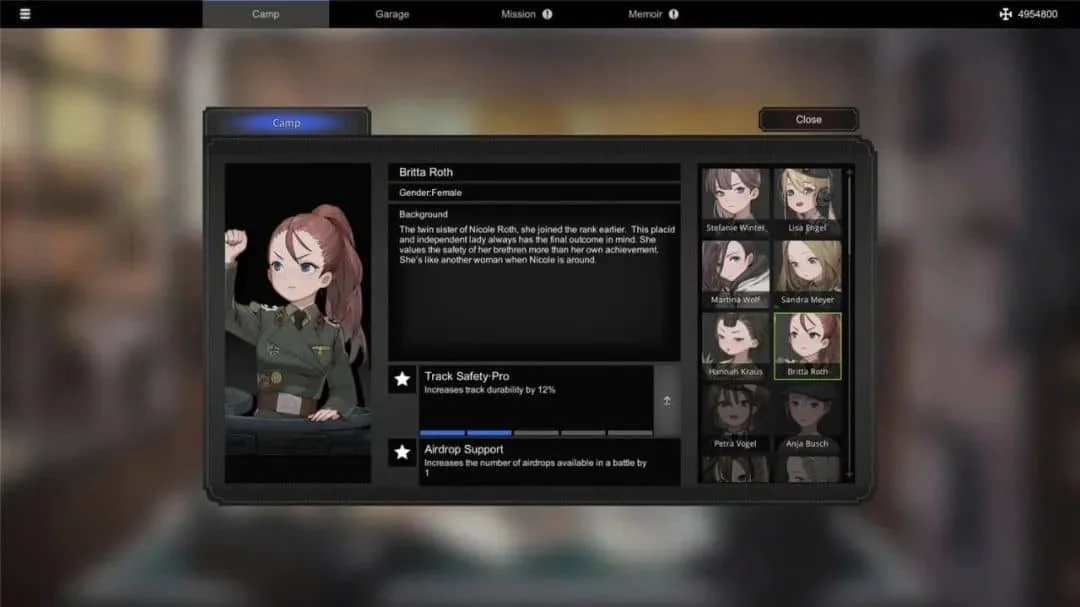 Camp
Garage
Mission
Memoir
4954800
Camp
Close
Britta Roth
Gender:Female
Background
The twin sister of Nicole Roth, she joined the rank earlier. This placid
and independent lady always has the final outcome in mind. She
values the safety of her brethren more than her own achievement.
She's like another woman when Nicole is around.
Track Safety·Pro
Increases track durability by 12%
Airdrop Support
Increases the number of airdrops available in a battle by
1
Stefanie Winter
Lisa Engel
Martina Wolf
Sandra Meyer
Hannah Kraus
Britta Roth
Petra Vogel
Anja Busch